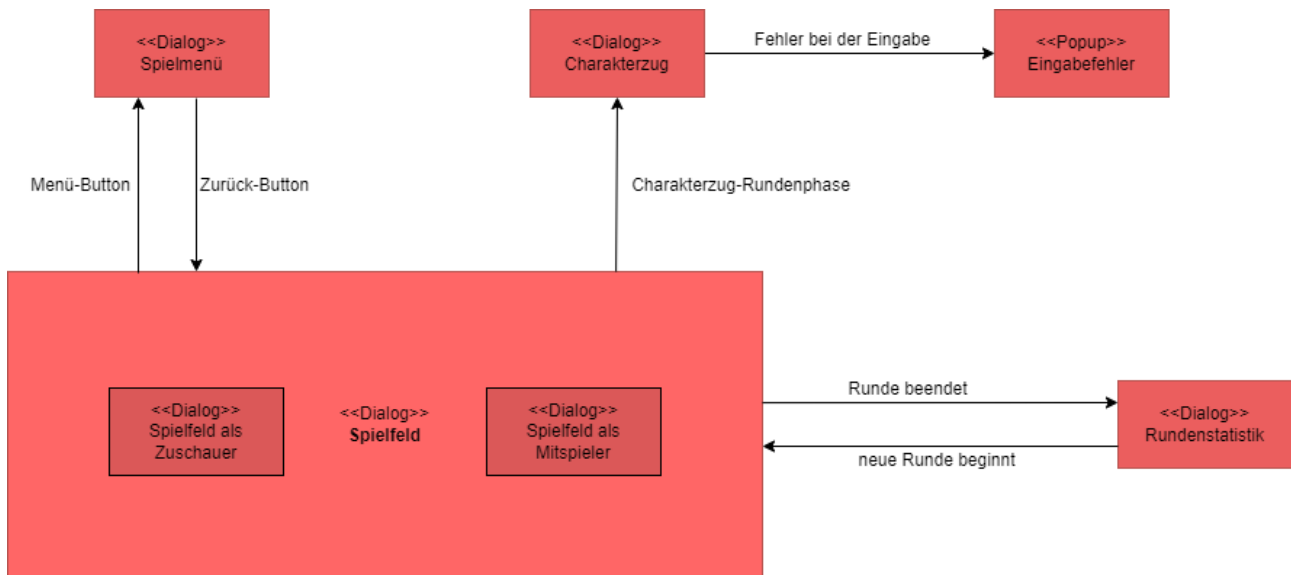 <<Dialog>>
Spielmenü
<<Dialog>>
Charakterzug
Fehler bei der Eingabe
<<Popup>>
Eingabefehler
Menü-Button
Zurück-Button
Charakterzug-Rundenphase
<<Dialog>>
Spielfeld als
Zuschauer
<<Dialog>>
Spielfeld
<<Dialog>>
Spielfeld als
Mitspieler
Runde beendet
neue Runde beginnt
<<Dialog>>
Rundenstatistik